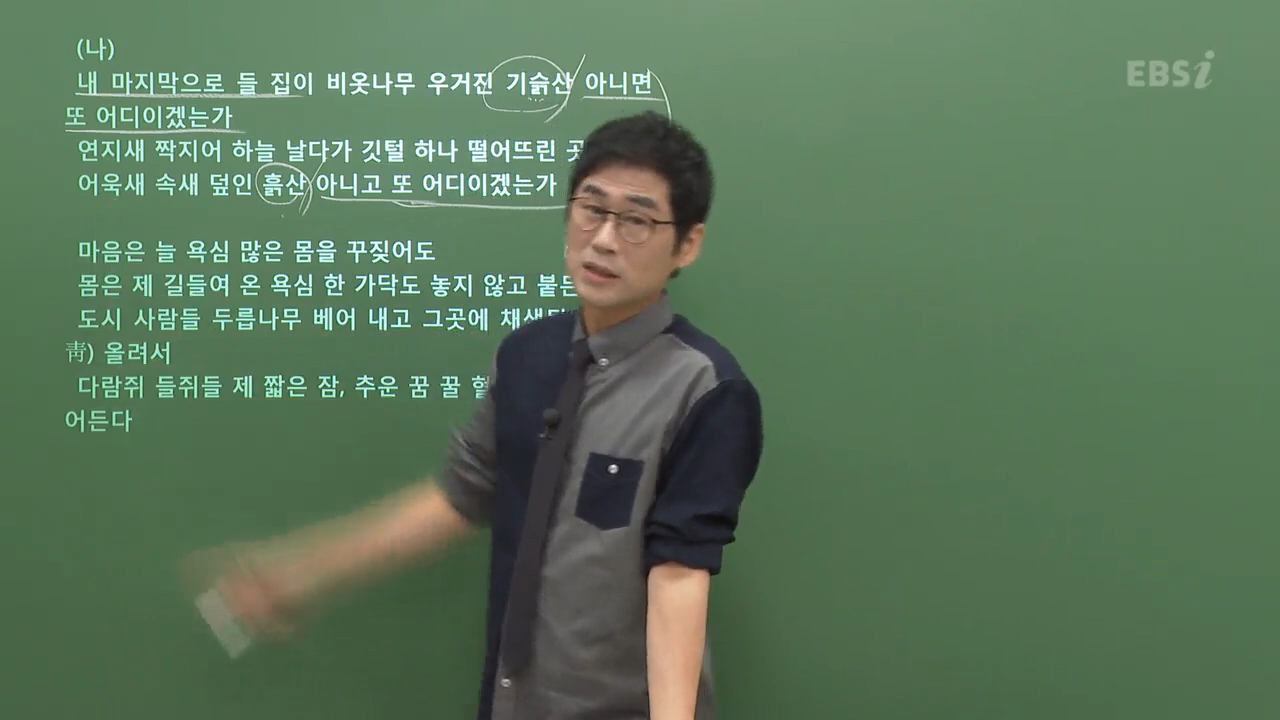 (나)
내 마지막으로 들 집이 비옷나무 우거진 기슭산 아니면
또 어디이겠는가
연지새 짝지어 하늘 날다가 깃털 하나 떨어뜨린 곳
어욱새 속새 덮인 흙산 아니고 또 어디이겠는가
마음은 늘 욕심 많은 몸을 꾸짖어도
몸은 제 길들여 온 욕심 한 가닥도 놓지 않고 붙든
도시 사람들 두릅나무 베어 내고 그곳에
靑) 올려서
다람쥐 들쥐들 제 짧은 잠, 추운 꿈 꿀
어든다
EBSi